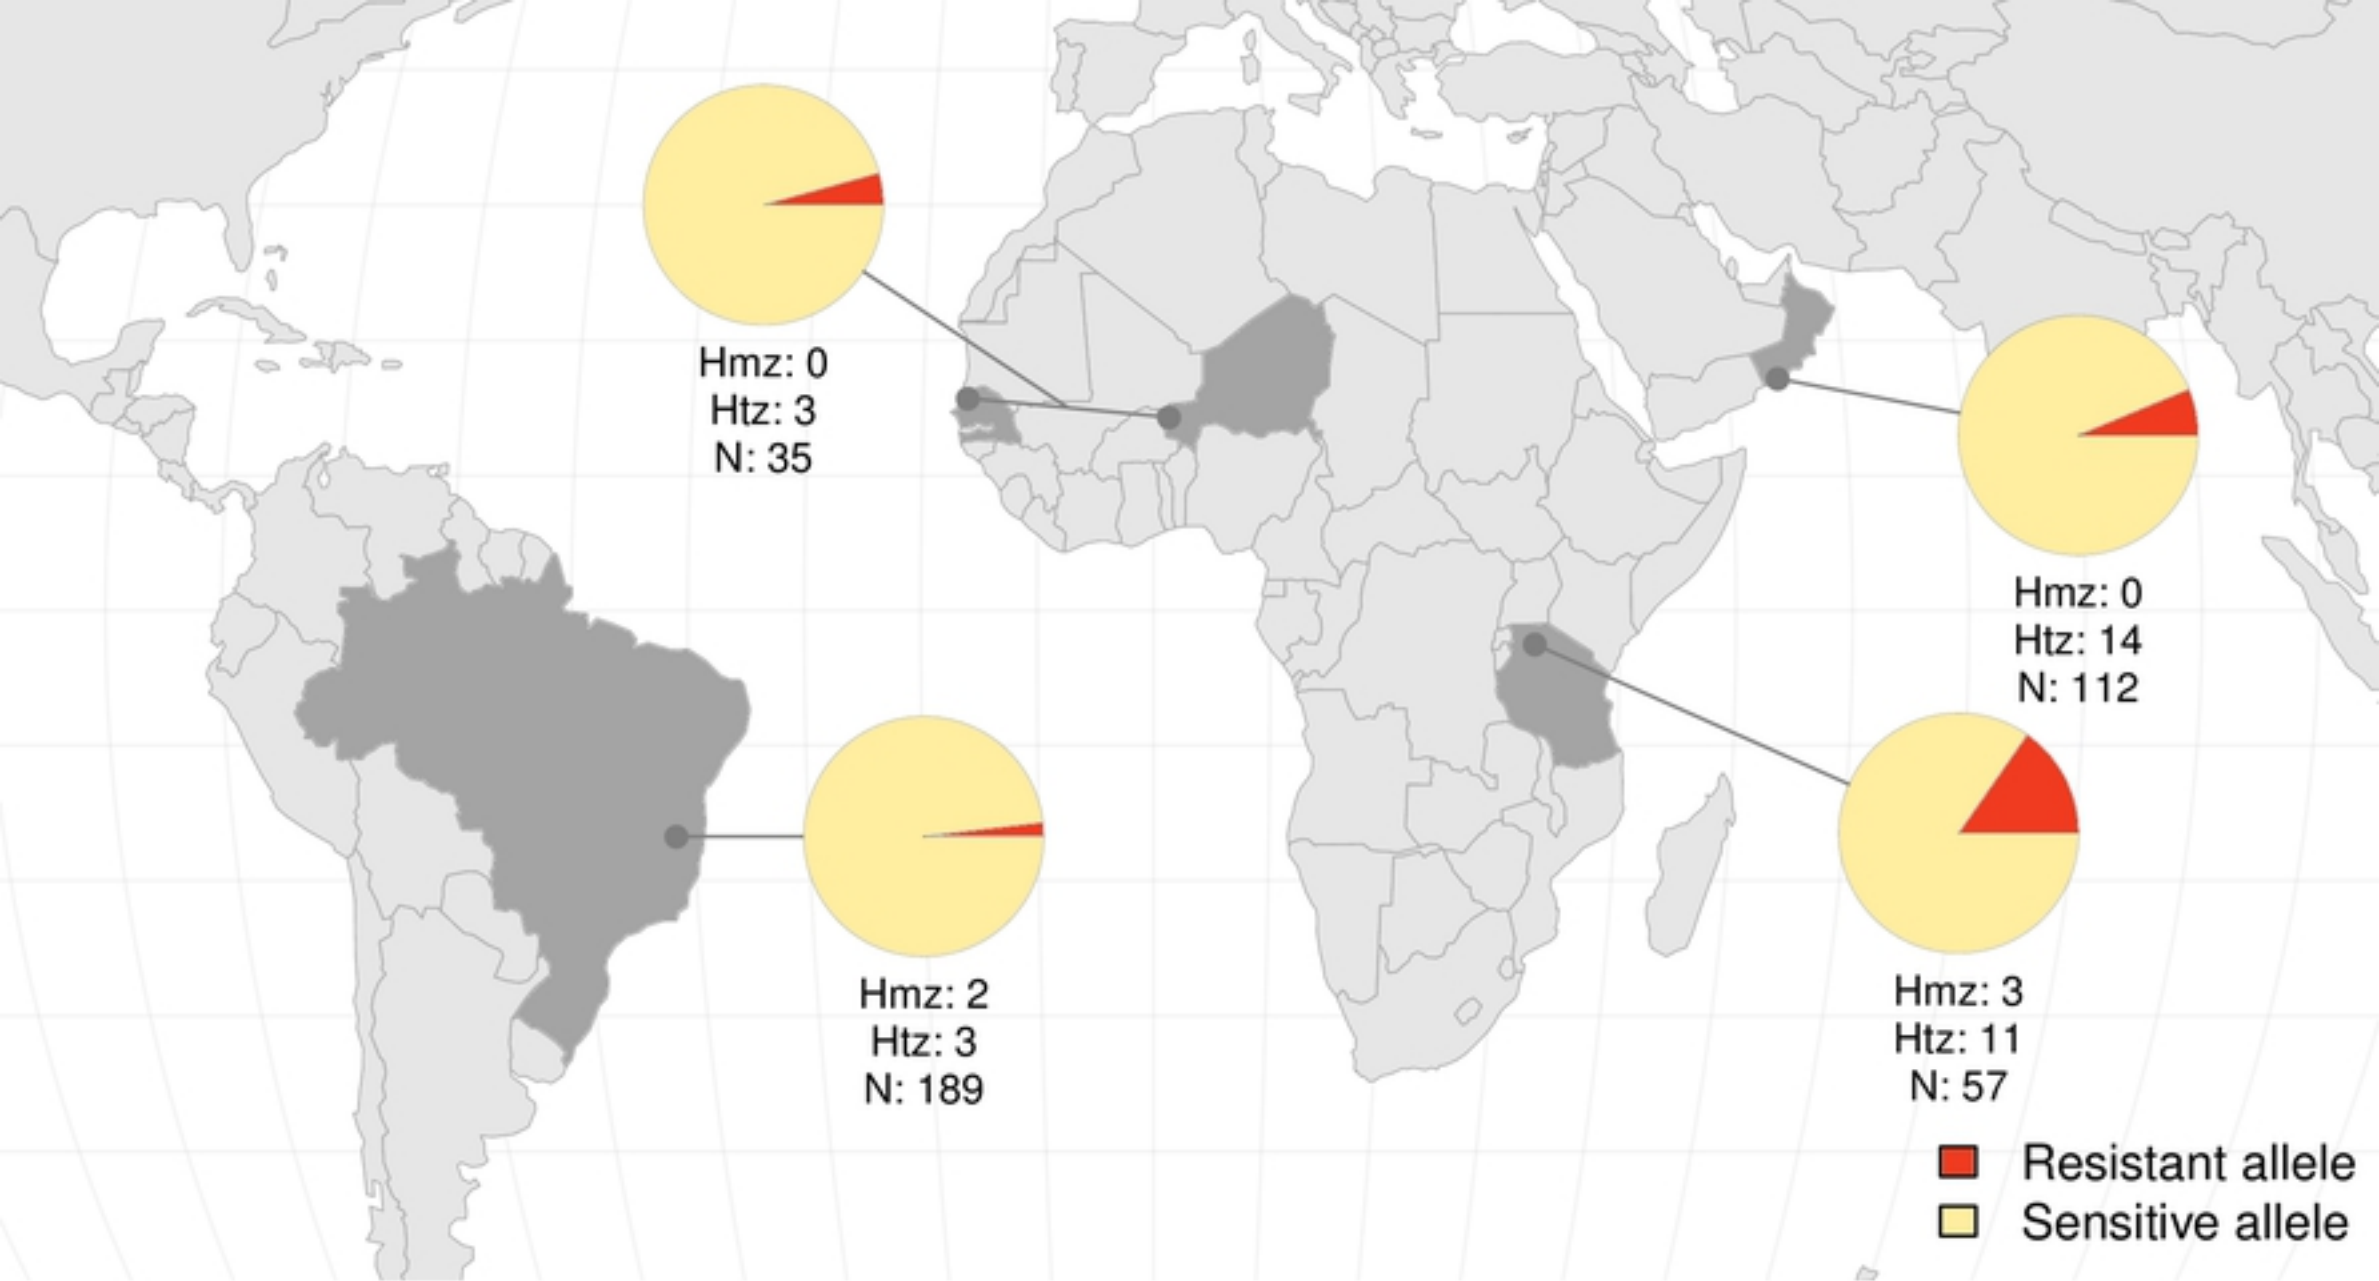 Hmz: 0
Htz: 3
N: 35
Hmz: 0
Htz: 14
N: 112
Hmz: 2
Htz: 3
N: 189
Hmz: 3
Htz: 11
N: 57
Resistant allele
Sensitive allele